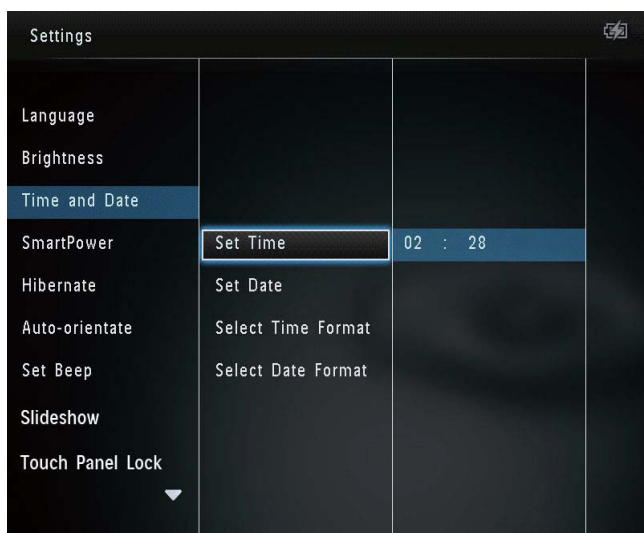 Settings
Language
Brightness
Time and Date
SmartPower
Hibernate
Auto-orientate
Set Beep
Slideshow
Touch Panel Lock
Set Time
Set Date
Select Time Format
Select Date Format
02 : 28